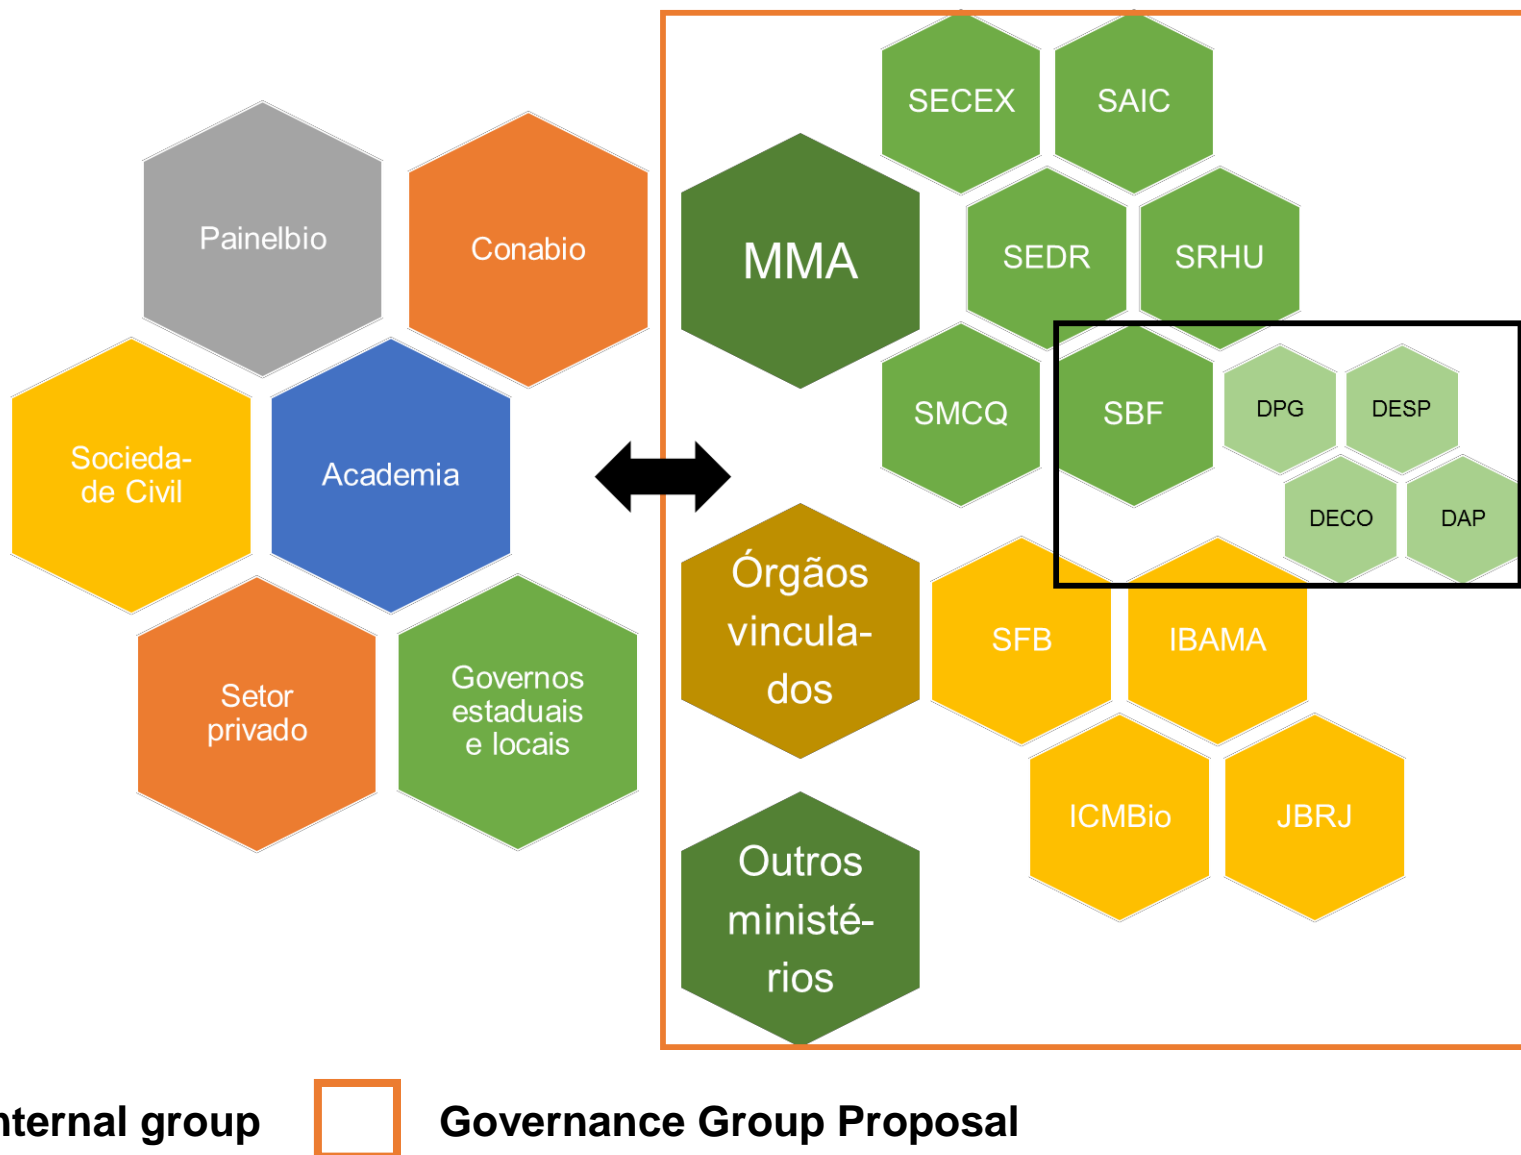 Painelbio
Conabio
Socieda-
de Civil
Academia
Setor
privado
Governos
estaduais
e locais
MMA
SECEX
SAIC
SEDR
SRHU
SMCQ
SBF
DPG
DESP
DECO
DAP
Órgãos
vincula-
dos
SFB
IBAMA
ICMBio
JBRJ
Outros
ministé-
rios
nternal group
Governance Group Proposal